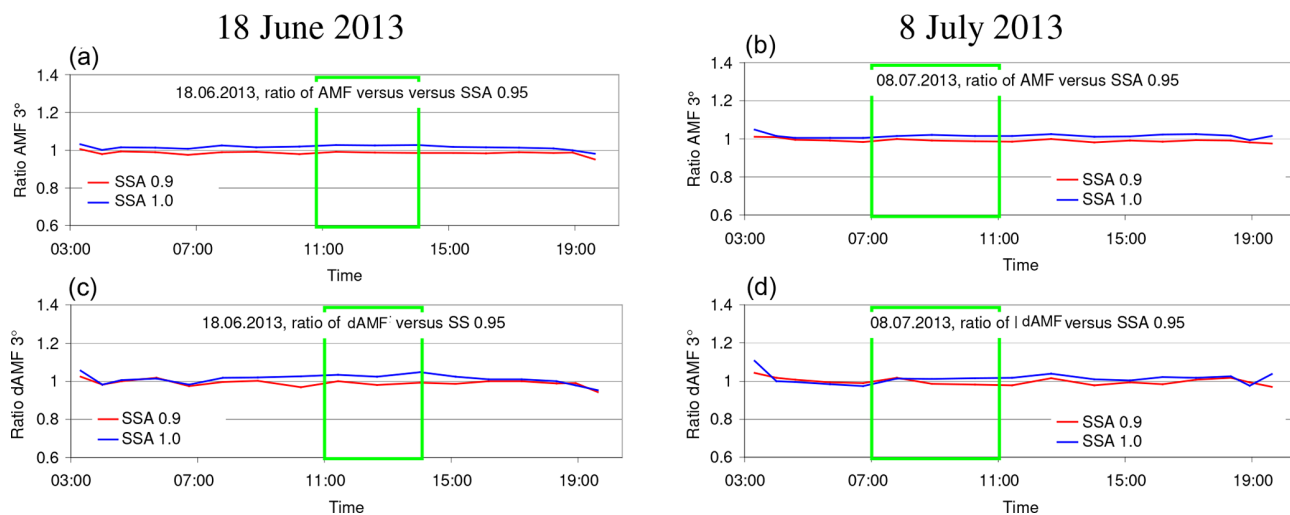 18 June 2013
8 July 2013
(a)
18.06.2013, ratio of AMF versus versus SSA 0.95
Ratio AMF 3°
1.4
1.2
1
0.8
0.6
SSA 0.9
SSA 1.0
03:00 07:00 11:00 15:00 19:00
Time
(b)
08.07.2013, ratio of AMF versus SSA 0.95
Ratio AMF 3°
1.4
1.2
1
0.8
0.6
SSA 0.9
SSA 1.0
03:00 07:00 11:00 15:00 19:00
Time
(c)
18.06.2013, ratio of dAMF versus SS 0.95
Ratio dAMF 3°
1.4
1.2
1
0.8
0.6
SSA 0.9
SSA 1.0
03:00 07:00 11:00 15:00 19:00
Time
(d)
08.07.2013, ratio of l dAMF versus SSA 0.95
Ratio dAMF 3°
1.4
1.2
1
0.8
0.6
SSA 0.9
SSA 1.0
03:00 07:00 11:00 15:00 19:00
Time